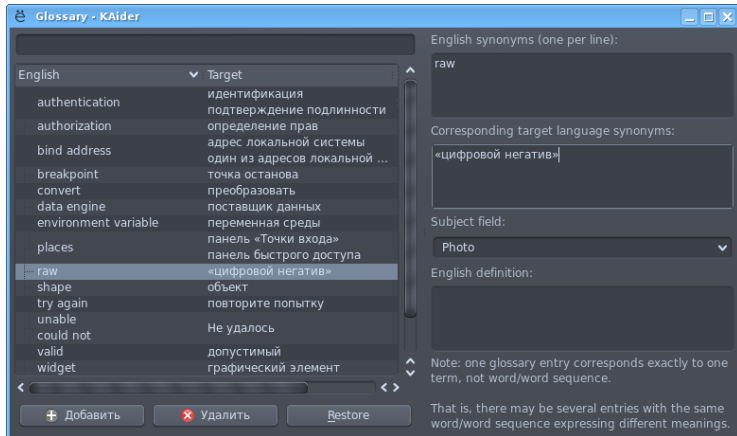 Glossary - KAider
English Target
authentication идентификация
подтверждение подлинности
authorization определение прав
bind address адрес локальной системы
один из адресов локальной ...
breakpoint точка останова
convert преобразовать
data engine поставщик данных
environment variable переменная среды
places панель «Точки входа»
панель быстрого доступа
raw «цифровой негатив»
shape объект
try again повторите попытку
unable
could not Не удалось
valid допустимый
widget графический элемент
Добавить Удалить Restore
English synonyms (one per line):
raw
Corresponding target language synonyms:
«цифровой негатив»
Subject field:
Photo
English definition:
Note: one glossary entry corresponds exactly to one
term, not word/word sequence.
That is, there may be several entries with the same
word/word sequence expressing different meanings.